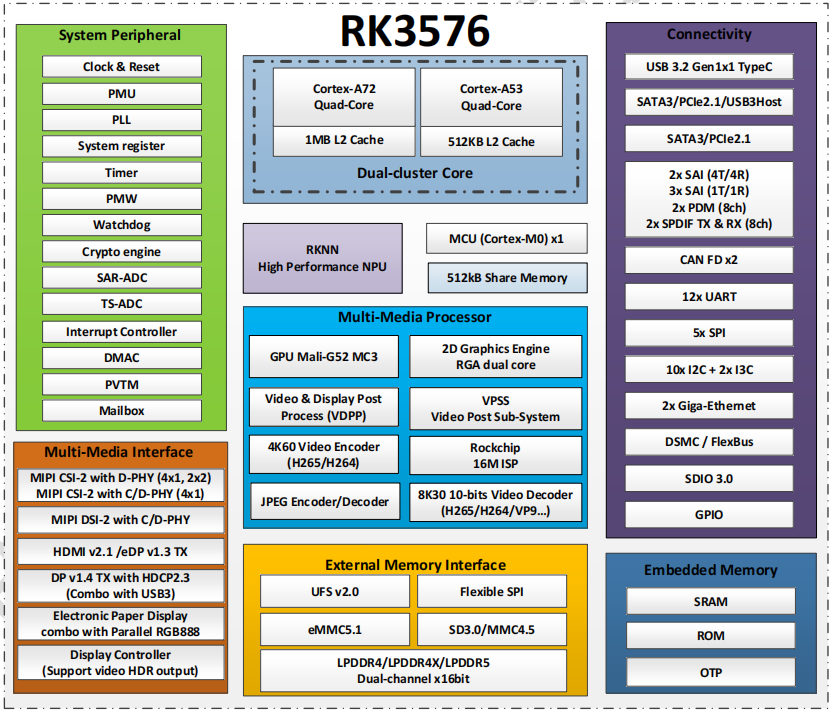 RK3576
System Peripheral
Clock & Reset
PMU
PLL
System register
Timer
PMW
Watchdog
Crypto engine
SAR-ADC
TS-ADC
Interrupt Controller
DMAC
PVTM
Mailbox
Multi-Media Interface
MIPI CSI-2 with D-PHY (4x1, 2x2)
MIPI CSI-2 with C/D-PHY (4x1)
MIPI DSI-2 with C/D-PHY
HDMI v2.1 /eDP v1.3 TX
DP v1.4 TX with HDCP2.3
(Combo with USB3)
Electronic Paper Display
combo with Parallel RGB888
Display Controller
(Support video HDR output)
Cortex-A72
Quad-Core
1MB L2 Cache
Cortex-A53
Quad-Core
512KB L2 Cache
Dual-cluster Core
RKNN
High Performance NPU
MCU (Cortex-M0) x1
512kB Share Memory
Multi-Media Processor
GPU Mali-G52 MC3
2D Graphics Engine
RGA dual core
Video & Display Post
Process (VDPP)
VPSS
Video Post Sub-System
4K60 Video Encoder
(H265/H264)
Rockchip
16M ISP
JPEG Encoder/Decoder
8K30 10-bits Video Decoder
(H265/H264/VP9...)
External Memory Interface
UFS v2.0
Flexible SPI
eMMC5.1
SD3.0/MMC4.5
LPDDR4/LPDDR4X/LPDDR5
Dual-channel x16bit
Connectivity
USB 3.2 Gen1x1 TypeC
SATA3/PCIe2.1/USB3Host
SATA3/PCIe2.1
2x SAI (4T/4R)
3x SAI (1T/1R)
2x PDM (8ch)
2x SPDIF TX & RX (8ch)
CAN FD x2
12x UART
5x SPI
10x I2C + 2x I3C
2x Giga-Ethernet
DSMC / FlexBus
SDIO 3.0
GPIO
Embedded Memory
SRAM
ROM
OTP